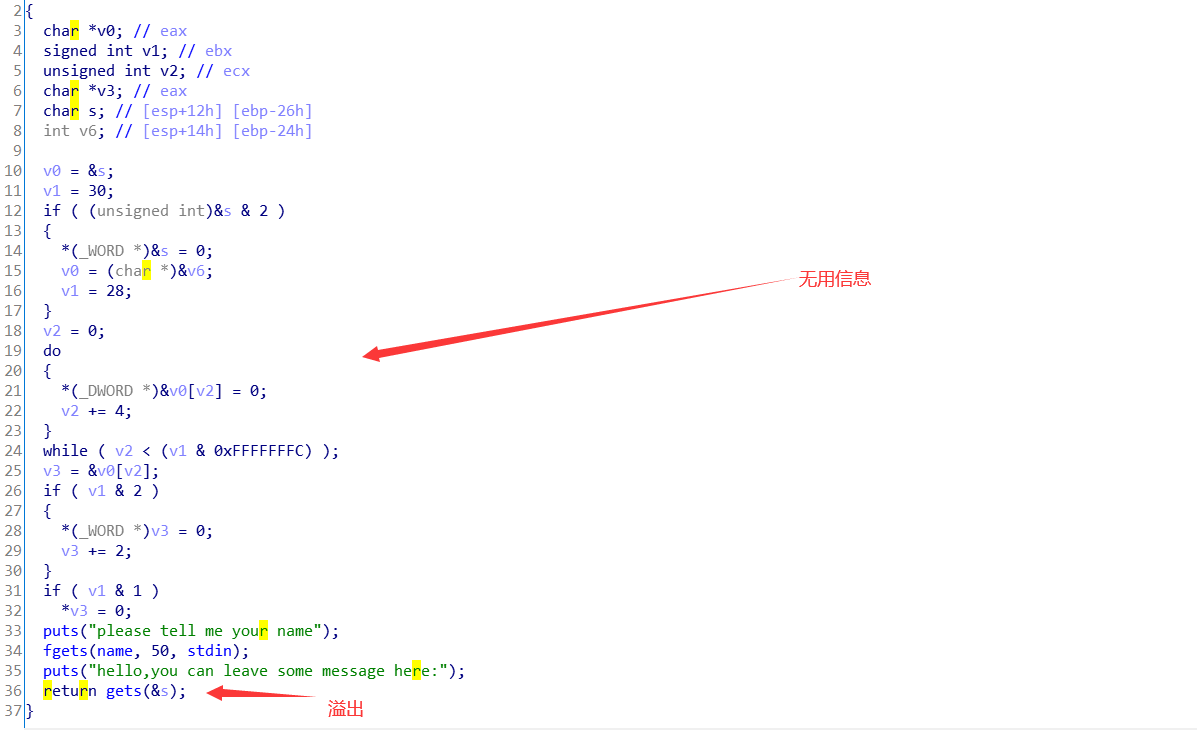 2 {
3 char *v0; // eax
4 signed int v1; // ebx
5 unsigned int v2; // ecx
6 char *v3; // eax
7 char s; // [esp+12h] [ebp-26h]
8 int v6; // [esp+14h] [ebp-24h]
9
10 v0 = &s;
11 v1 = 30;
12 if ( (unsigned int)&s & 2 )
13 {
14 *(_WORD *)&s = 0;
15 v0 = (char *)&v6;
16 v1 = 28;
17 }
18 v2 = 0;
19 do
20 {
21 *(_DWORD *)&v0[v2] = 0;
22 v2 += 4;
23 }
24 while ( v2 < (v1 & 0xFFFFFFFC) );
25 v3 = &v0[v2];
26 if ( v1 & 2 )
27 {
28 *(_WORD *)v3 = 0;
29 v3 += 2;
30 }
31 if ( v1 & 1 )
32 *v3 = 0;
33 puts("please tell me your name");
34 fgets(name, 50, stdin);
35 puts("hello,you can leave some message here:");
36 return gets(&s);
37 }
无用信息
溢出